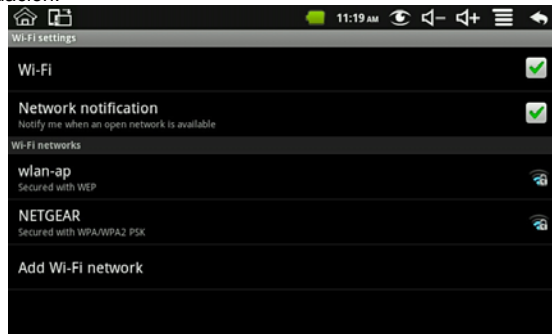 11:19 AM
Wi-Fi settings
Wi-Fi
Network notification
Notify me when an open network is available
Wi-Fi networks
wlan-ap
Secured with WEP
NETGEAR
Secured with WPA/WPA2 PSK
Add Wi-Fi network